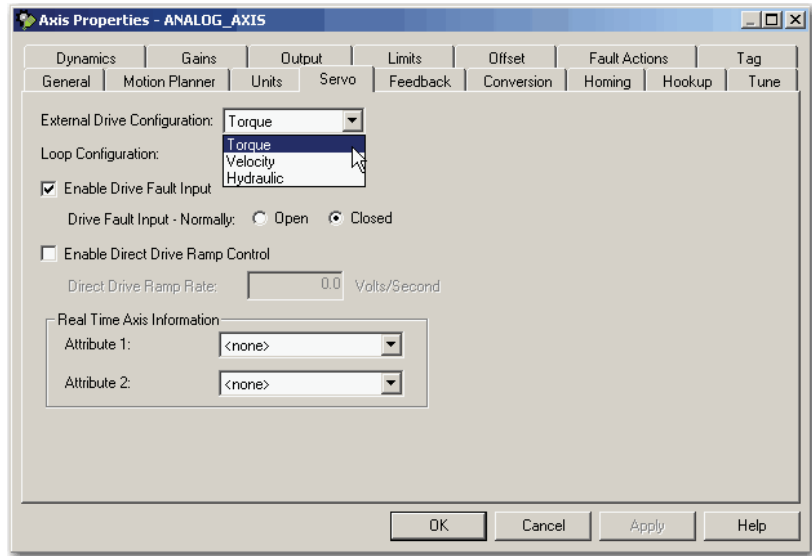 Axis Properties - ANALOG_AXIS
Dynamics Gains Output Limits Offset Fault Actions Tag
General Motion Planner Units Servo Feedback Conversion Homing Hookup Tune
External Drive Configuration: Torque
Torque
Loop Configuration:
Velocity
Hydraulic
Enable Drive Fault Input
Drive Fault Input - Normally: Open Closed
Enable Direct Drive Ramp Control
Direct Drive Ramp Rate: 0.0 Volts/Second
Real Time Axis Information
Attribute 1: <none>
Attribute 2: <none>
OK Cancel Apply Help